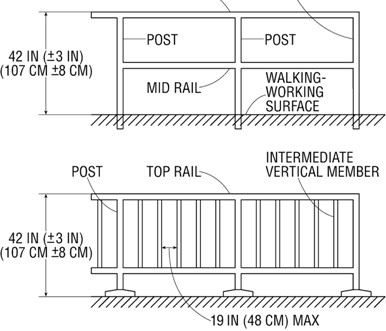 POST
POST
42 IN (±3 IN)
(107 CM ±8 CM)
MID RAIL
WALKING-
WORKING
SURFACE
POST
TOP RAIL
INTERMEDIATE
VERTICAL MEMBER
42 IN (±3 IN)
(107 CM ±8 CM)
19 IN (48 CM) MAX